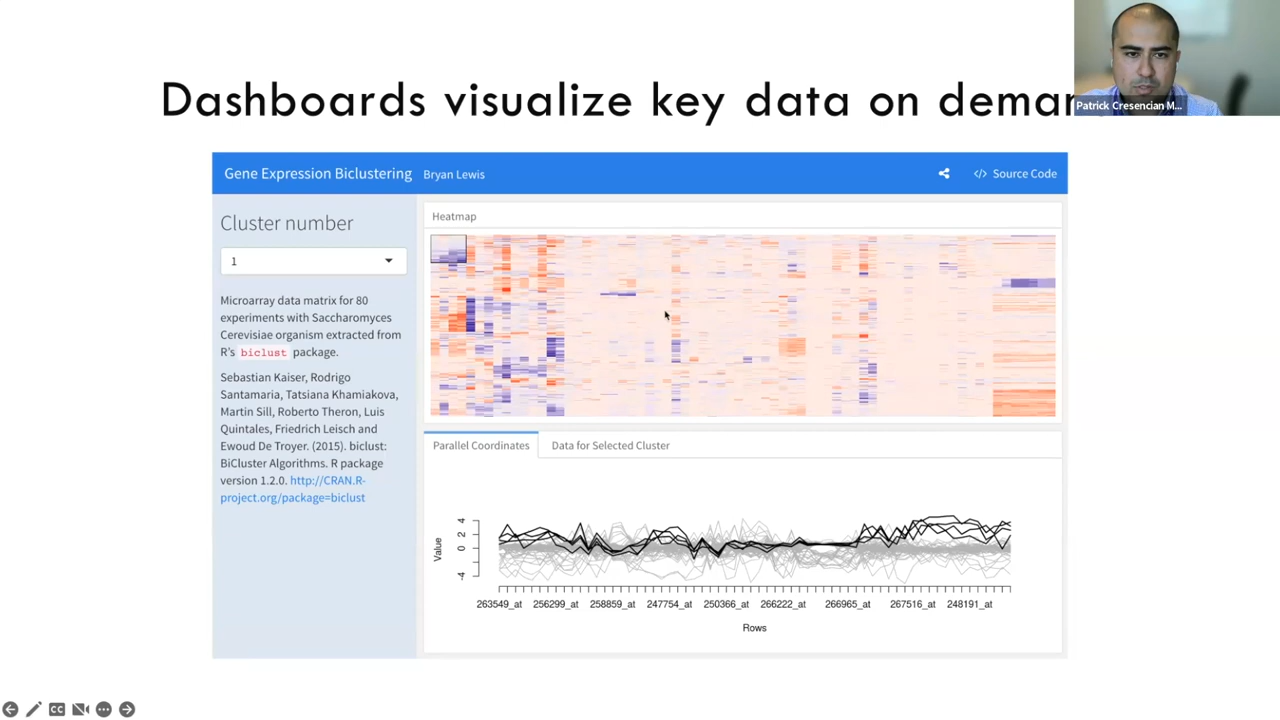 Dashboards visualize key data on deman
Patrick Cresencian M...
Gene Expression Biclustering Bryan Lewis
</> Source Code
Cluster number
1
Microarray data matrix for 80
experiments with Saccharomyces
Cerevisiae organism extracted from
R's biclust package.
Sebastian Kaiser, Rodrigo
Santamaria, Tatsiana Khamiakova,
Martin Sill, Roberto Theron, Luis
Quintales, Friedrich Leisch and
Ewoud De Troyer. (2015). biclust:
BiCluster Algorithms. R package
version 1.2.0. http://CRAN.R-
project.org/package=biclust
Heatmap
Parallel Coordinates Data for Selected Cluster
Value
4
2
0
-4
263549_at 256299_at 258859_at 247754_at 250366_at 266222_at 266965_at 267516_at 248191_at
Rows
CC